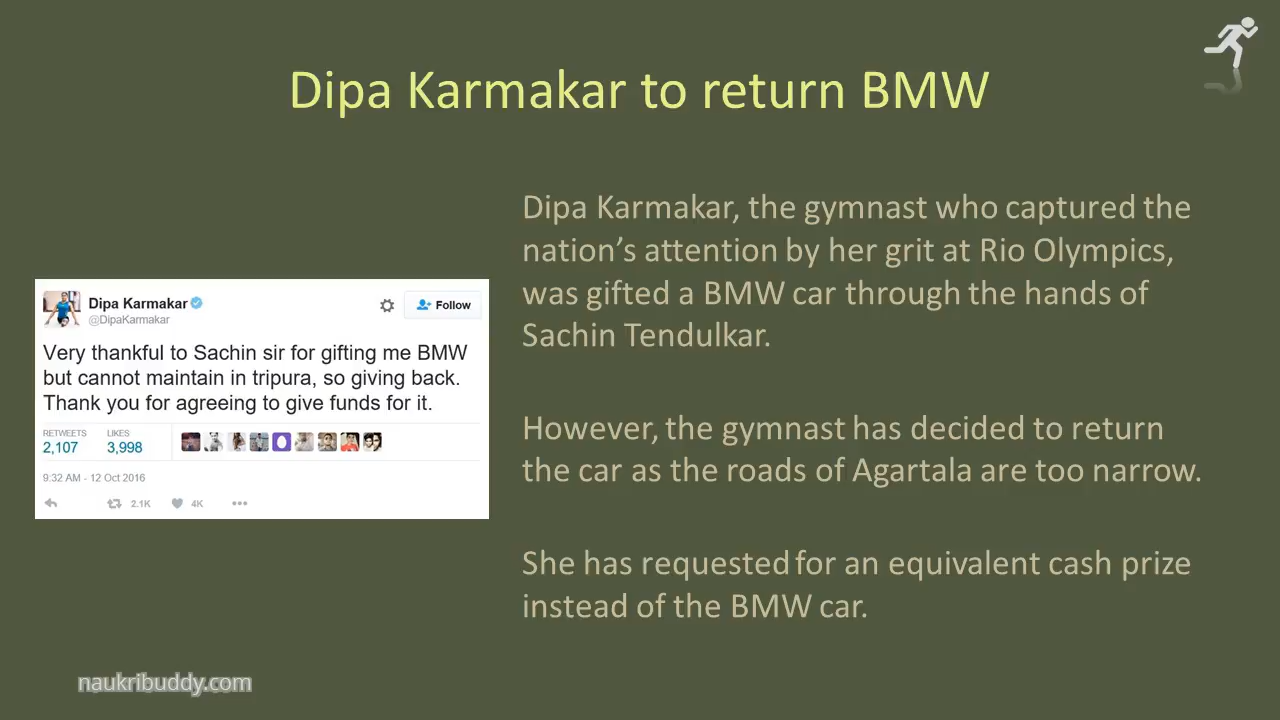 Dipa Karmakar to return BMW
Dipa Karmakar, the gymnast who captured the
nation’s attention by her grit at Rio Olympics,
was gifted a BMW car through the hands of
Sachin Tendulkar.
However, the gymnast has decided to return
the car as the roads of Agartala are too narrow.
She has requested for an equivalent cash prize
instead of the BMW car.
Dipa Karmakar
@DipaKarmakar
Follow
Very thankful to Sachin sir for gifting me BMW
but cannot maintain in tripura, so giving back.
Thank you for agreeing to give funds for it.
RETWEETS LIKES
2,107 3,998
9:32 AM - 12 Oct 2016
2.1K 4K
naukribuddy.com